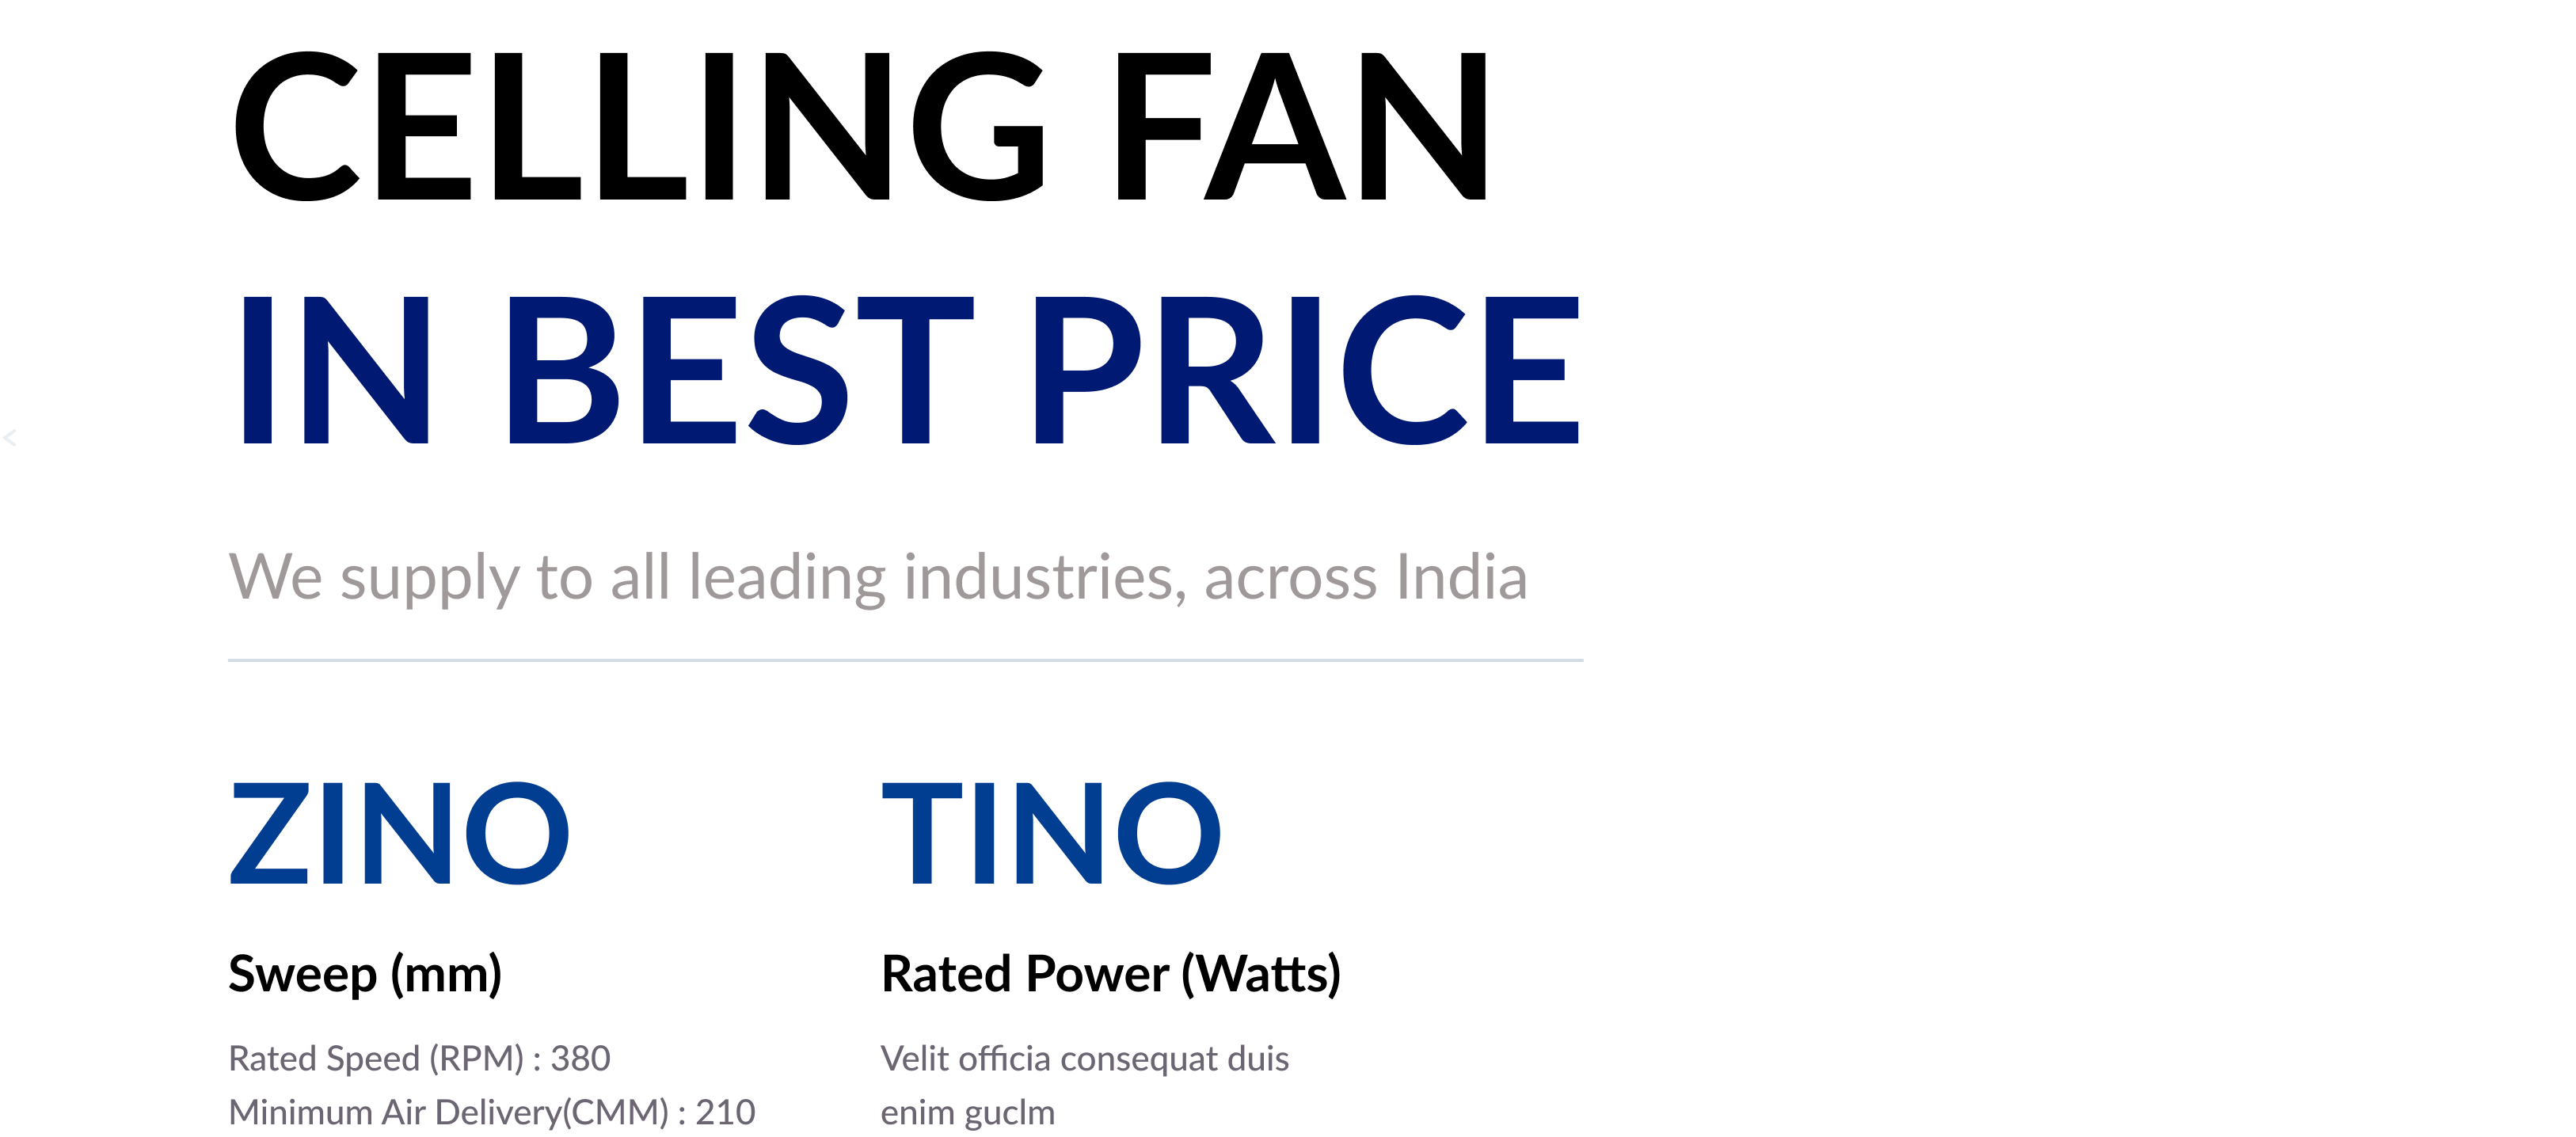 CELLING FAN
IN BEST PRICE
We supply to all leading industries, across India
ZINO
Sweep (mm)
Rated Speed (RPM) : 380
Minimum Air Delivery(CMM) : 210
TINO
Rated Power (Watts)
Velit officia consequat duis
enim guclm